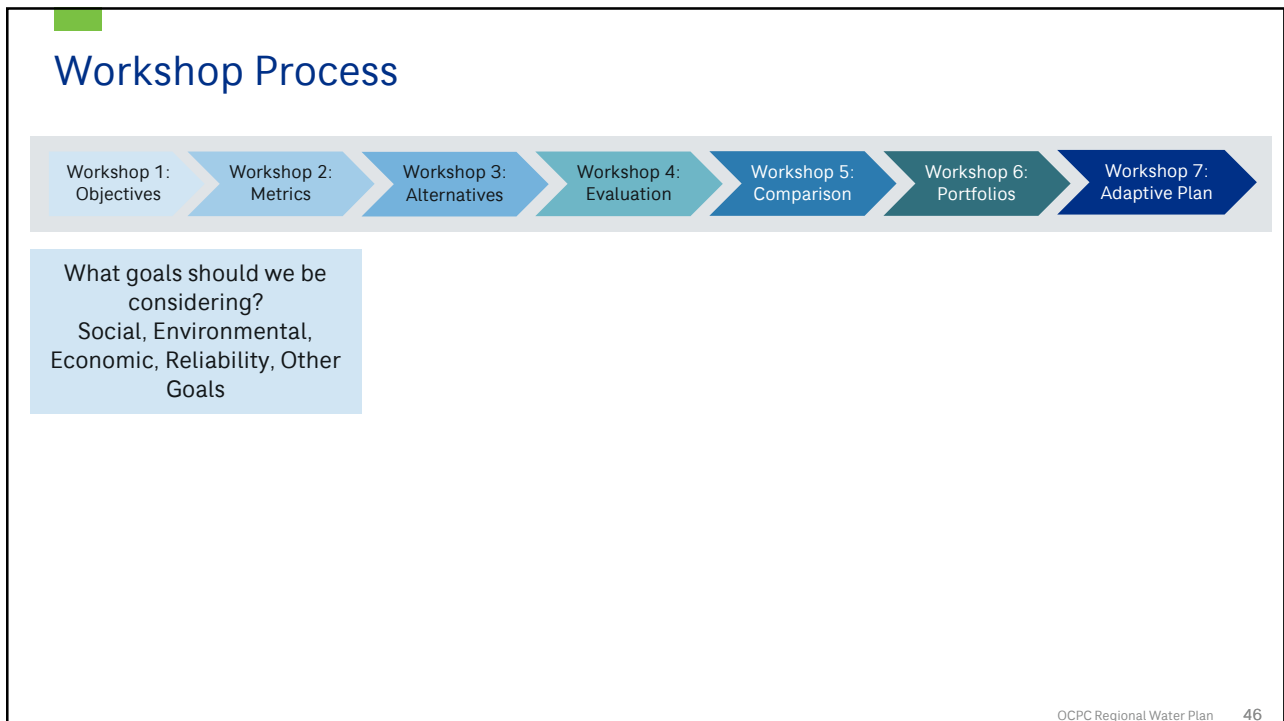 Workshop Process
Workshop 1:
Objectives
Workshop 2:
Metrics
Workshop 3:
Alternatives
Workshop 4:
Evaluation
Workshop 5:
Comparison
Workshop 6:
Portfolios
Workshop 7:
Adaptive Plan
What goals should we be
considering?
Social, Environmental,
Economic, Reliability, Other
Goals
OCPC Regional Water Plan 46